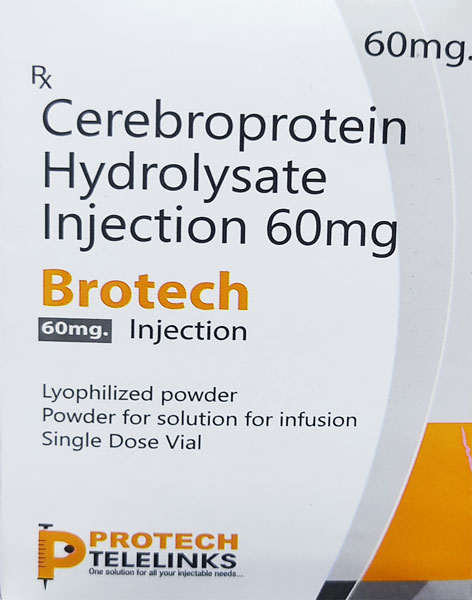 60mg.
Rx
Cerebroprotein
Hydrolysate
Injection 60mg
Brotech
60mg. Injection
Lyophilized powder
Powder for solution for infusion
Single Dose Vial
PROTECH
TELELINKS
One solution for all your injectable needs...